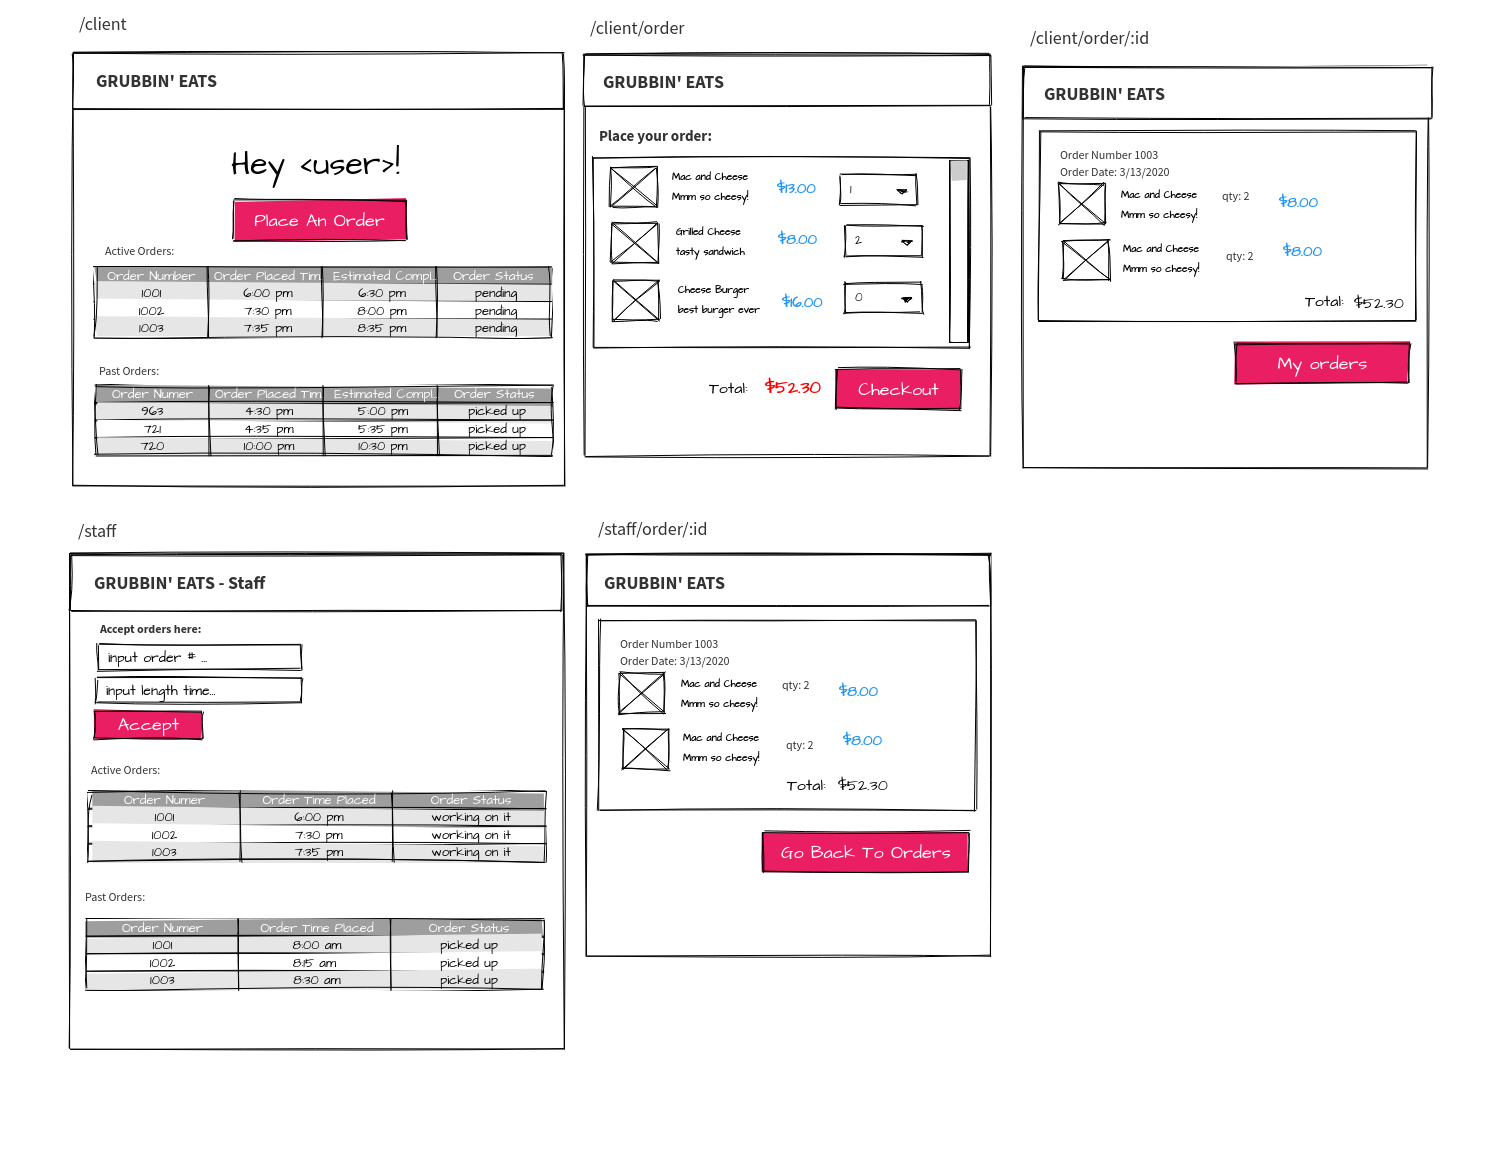 /client
GRUBBIN' EATS
Hey <user>!
Place An Order
Active Orders:
Order Number Order Placed Tim Estimated Compl. Order Status
1001 6:00 pm 6:30 pm pending
1002 7:30 pm 8:00 pm pending
1003 7:35 pm 8:35 pm pending
Past Orders:
Order Numer Order Placed Tim Estimated Compl. Order Status
963 4:30 pm 5:00 pm picked up
721 4:35 pm 5:35 pm picked up
720 10:00 pm 10:30 pm picked up
/client/order
GRUBBIN' EATS
Place your order:
Mac and Cheese
Mmm so cheesy!
$13.00
1
Grilled Cheese
tasty sandwich
$8.00
2
Cheese Burger
best burger ever
$16.00
0
Total: $52.30
Checkout
/client/order/:id
GRUBBIN' EATS
Order Number 1003
Order Date: 3/13/2020
Mac and Cheese
Mmm so cheesy!
qty: 2
$8.00
Mac and Cheese
Mmm so cheesy!
qty: 2
$8.00
Total: $52.30
My orders
/staff
GRUBBIN' EATS - Staff
Accept orders here:
input order # ...
input length time...
Accept
Active Orders:
Order Numer Order Time Placed Order Status
1001 6:00 pm working on it
1002 7:30 pm working on it
1003 7:35 pm working on it
Past Orders:
Order Numer Order Time Placed Order Status
1001 8:00 am picked up
1002 8:15 am picked up
1003 8:30 am picked up
/staff/order/:id
GRUBBIN' EATS
Order Number 1003
Order Date: 3/13/2020
Mac and Cheese
Mmm so cheesy!
qty: 2
$8.00
Mac and Cheese
Mmm so cheesy!
qty: 2
$8.00
Total: $52.30
Go Back To Orders